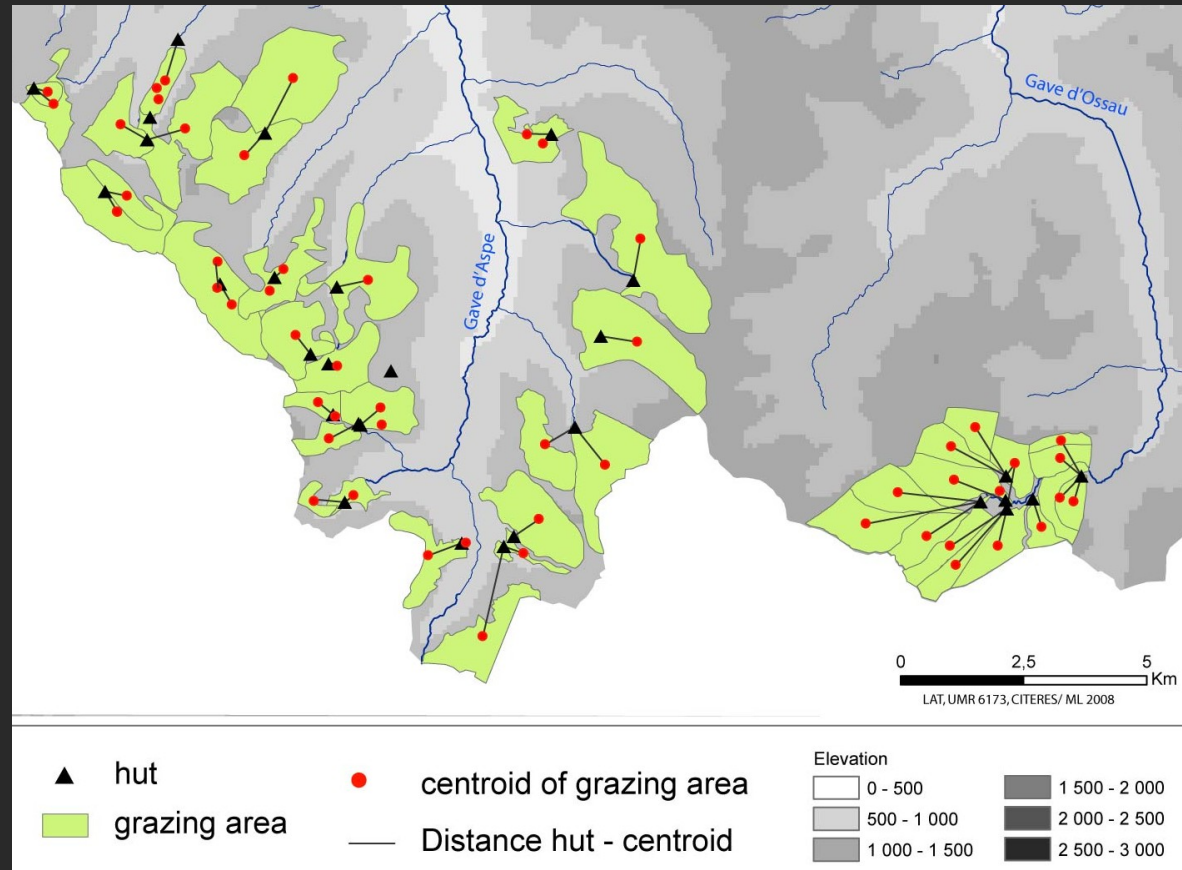 Gave d'Ossau
Gave d'Aspe
0 2,5 5
Km
LAT, UMR 6173, CITERES/ ML 2008
hut
grazing area
centroid of grazing area
Distance hut - centroid
Elevation
0 - 500
500 - 1 000
1 000 - 1 500
1 500 - 2 000
2 000 - 2 500
2 500 - 3 000